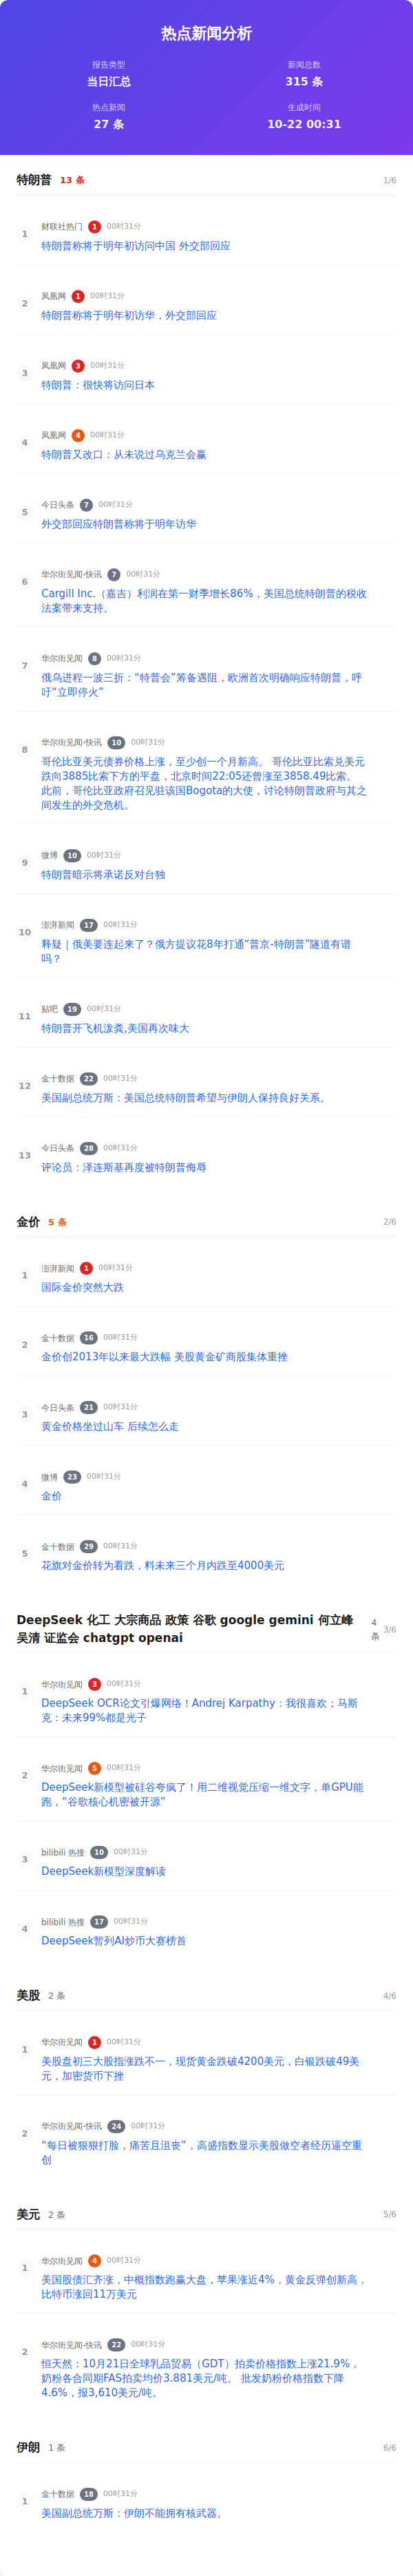 热点新闻分析
报告类型
新闻总数
当日汇总
315 条
热点新闻
生成时间
27 条
10-22 00:31
特朗普 13 条 1/6
1
财联社热门 1 00时31分
特朗普称将于明年初访问中国 外交部回应
2
凤凰网 1 00时31分
特朗普称将于明年初访华，外交部回应
3
凤凰网 3 00时31分
特朗普：很快将访问日本
4
凤凰网 4 00时31分
特朗普又改口：从未说过乌克兰会赢
5
今日头条 7 00时31分
外交部回应特朗普称将于明年访华
6
华尔街见闻-快讯 7 00时31分
Cargill Inc.（嘉吉）利润在第一财季增长86%，美国总统特朗普的税收
法案带来支持。
7
华尔街见闻 8 00时31分
俄乌进程一波三折：“特普会”筹备遇阻，欧洲首次明确响应特朗普，呼
吁“立即停火”
8
华尔街见闻-快讯 10 00时31分
哥伦比亚美元债券价格上涨，至少创一个月新高。 哥伦比亚比索兑美元
跌向3885比索下方的平盘，北京时间22:05还曾涨至3858.49比索。
此前，哥伦比亚政府召见驻该国Bogota的大使，讨论特朗普政府与其之
间发生的外交危机。
9
微博 10 00时31分
特朗普暗示将承诺反对台独
10
澎湃新闻 17 00时31分
释疑｜俄美要连起来了？俄方提议花8年打通“普京-特朗普”隧道有谱
吗？
11
贴吧 19 00时31分
特朗普开飞机泼粪,美国再次味大
12
金十数据 22 00时31分
美国副总统万斯：美国总统特朗普希望与伊朗人保持良好关系。
13
今日头条 28 00时31分
评论员：泽连斯基再度被特朗普侮辱
金价 5 条 2/6
1
澎湃新闻 1 00时31分
国际金价突然大跌
2
金十数据 16 00时31分
金价创2013年以来最大跌幅 美股黄金矿商股集体重挫
3
今日头条 21 00时31分
黄金价格坐过山车 后续怎么走
4
微博 23 00时31分
金价
5
金十数据 29 00时31分
花旗对金价转为看跌，料未来三个月内跌至4000美元
DeepSeek 化工 大宗商品 政策 谷歌 google gemini 何立峰
吴清 证监会 chatgpt openai
4
条
3/6
1
华尔街见闻 3 00时31分
DeepSeek OCR论文引爆网络！Andrej Karpathy：我很喜欢；马斯
克：未来99%都是光子
2
华尔街见闻 5 00时31分
DeepSeek新模型被硅谷夸疯了！用二维视觉压缩一维文字，单GPU能
跑，“谷歌核心机密被开源”
3
bilibili 热搜 10 00时31分
DeepSeek新模型深度解读
4
bilibili 热搜 17 00时31分
DeepSeek暂列AI炒币大赛榜首
美股 2 条 4/6
1
华尔街见闻 1 00时31分
美股盘初三大股指涨跌不一，现货黄金跌破4200美元，白银跌破49美
元，加密货币下挫
2
华尔街见闻-快讯 24 00时31分
“每日被狠狠打脸，痛苦且沮丧”，高盛指数显示美股做空者经历逼空重
创
美元 2 条 5/6
1
华尔街见闻 4 00时31分
美国股债汇齐涨，中概指数跑赢大盘，苹果涨近4%，黄金反弹创新高，
比特币涨回11万美元
2
华尔街见闻-快讯 22 00时31分
恒天然：10月21日全球乳品贸易（GDT）拍卖价格指数上涨21.9%，
奶粉各合同期FAS拍卖均价3.881美元/吨。 批发奶粉价格指数下降
4.6%，报3,610美元/吨。
伊朗 1 条 6/6
1
金十数据 18 00时31分
美国副总统万斯：伊朗不能拥有核武器。